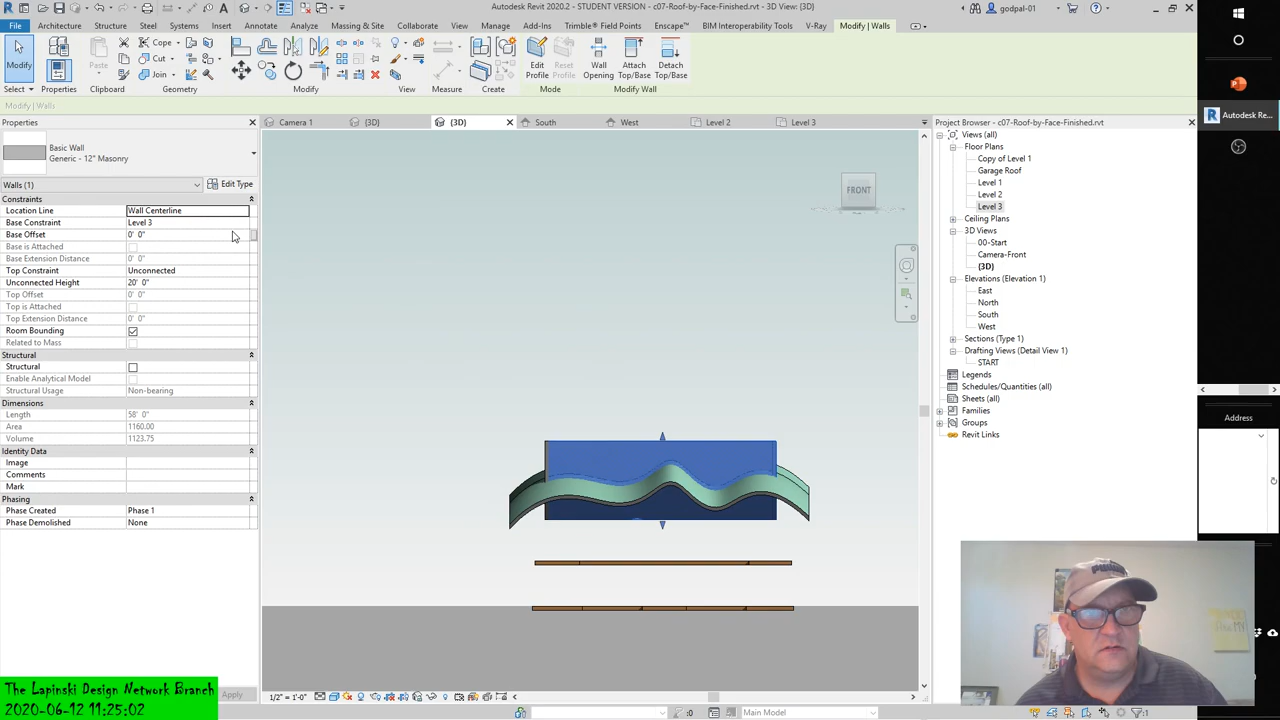 Autodesk Revit 2020.2 - STUDENT VERSION - c07-Roof-by-Face-Finished.rvt - 3D View: {3D}
godpal-01
File
Architecture
Structure
Steel
Systems
Insert
Annotate
Analyze
Massing & Site
Collaborate
View
Manage
Add-Ins
Trimble® Field Points
Enscape™
BIM Interoperability Tools
V-Ray
Modify | Walls
Modify
Properties
Paste
Cope
Cut
Join
Edit
Profile
Reset
Profile
Wall
Opening
Attach
Top/Base
Detach
Top/Base
Select
Properties
Clipboard
Geometry
Modify
View
Measure
Create
Mode
Modify Wall
Modify | Walls
Properties
Basic Wall
Generic - 12" Masonry
Walls (1)
Edit Type
Constraints
Location Line Wall Centerline
Base Constraint Level 3
Base Offset 0' 0"
Base is Attached
Base Extension Distance 0' 0"
Top Constraint Unconnected
Unconnected Height 20' 0"
Top Offset 0' 0"
Top is Attached
Top Extension Distance 0' 0"
Room Bounding
Related to Mass
Structural
Structural
Enable Analytical Model
Structural Usage Non-bearing
Dimensions
Length 58' 0"
Area 1160.00
Volume 1123.75
Identity Data
Image
Comments
Mark
Phasing
Phase Created Phase 1
Phase Demolished None
Apply
Camera 1
{3D}
{3D}
South
West
Level 2
Level 3
FRONT
1/2" = 1'-0"
:0
Main Model
:1
Project Browser - c07-Roof-by-Face-Finished.rvt
Views (all)
Floor Plans
Copy of Level 1
Garage Roof
Level 1
Level 2
Level 3
Ceiling Plans
3D Views
00-Start
Camera-Front
{3D}
Elevations (Elevation 1)
East
North
South
West
Sections (Type 1)
Drafting Views (Detail View 1)
START
Legends
Schedules/Quantities (all)
Sheets (all)
Families
Groups
Revit Links
Autodesk Re...
Address
The Lapinski Design Network Branch
2020-06-12 11:25:02